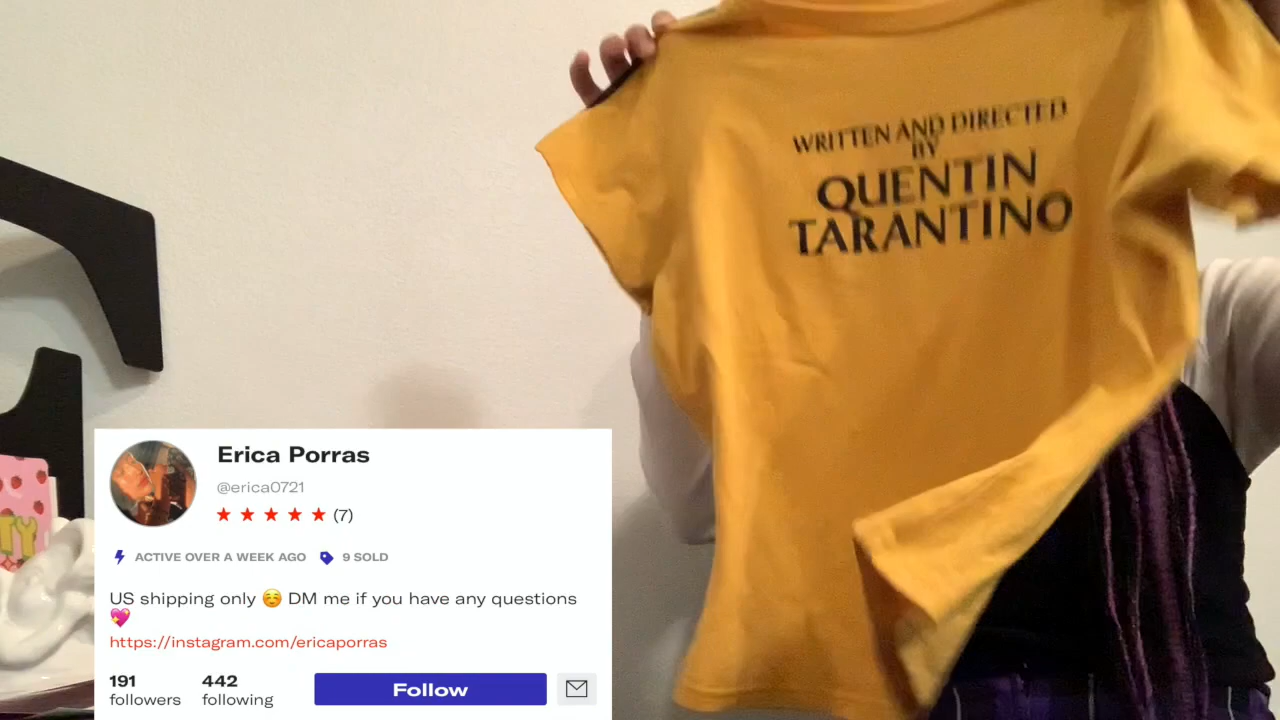 WRITTEN AND DIRECTED
BY
QUENTIN
TARANTINO
TY
Erica Porras
@erica0721
(7)
ACTIVE OVER A WEEK AGO 9 SOLD
US shipping only ☺️ DM me if you have any questions
💖
https://instagram.com/ericaporras
191 442
followers following
Follow